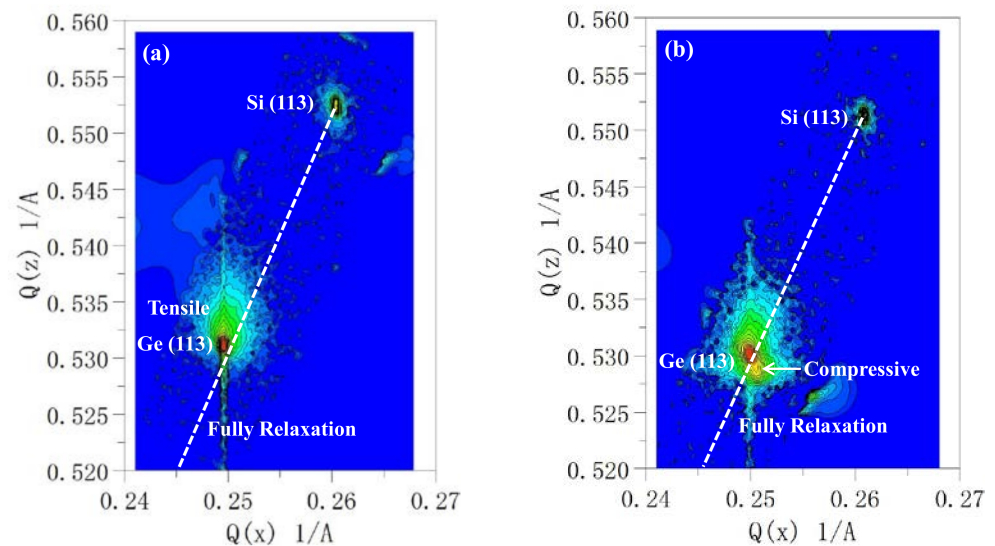 (a)
Si (113)
Tensile
Ge (113)
Fully Relaxation
0.560
0.555
0.550
0.545
0.540
0.535
0.530
0.525
0.520
Q(z) 1/A
0.24
0.25
0.26
0.27
Q(x) 1/A
(b)
Si (113)
Ge (113)
Compressive
Fully Relaxation
0.560
0.555
0.550
0.545
0.540
0.535
0.530
0.525
0.520
Q(z) 1/A
0.24
0.25
0.26
0.27
Q(x) 1/A